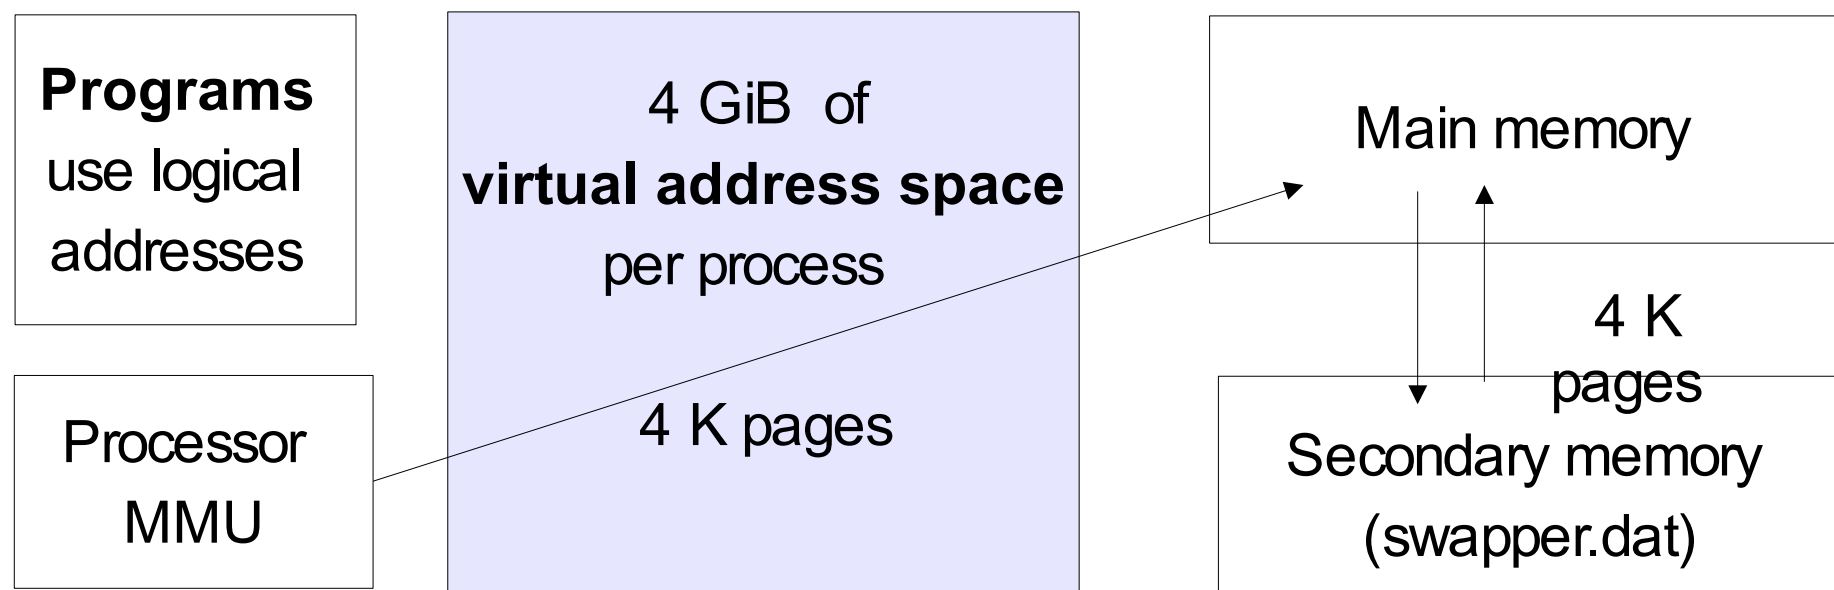 Programs
use logical
addresses
Processor
MMU
4 GiB of
virtual address space
per process
4 K pages
Main memory
4 K
pages
Secondary memory
(swapper.dat)